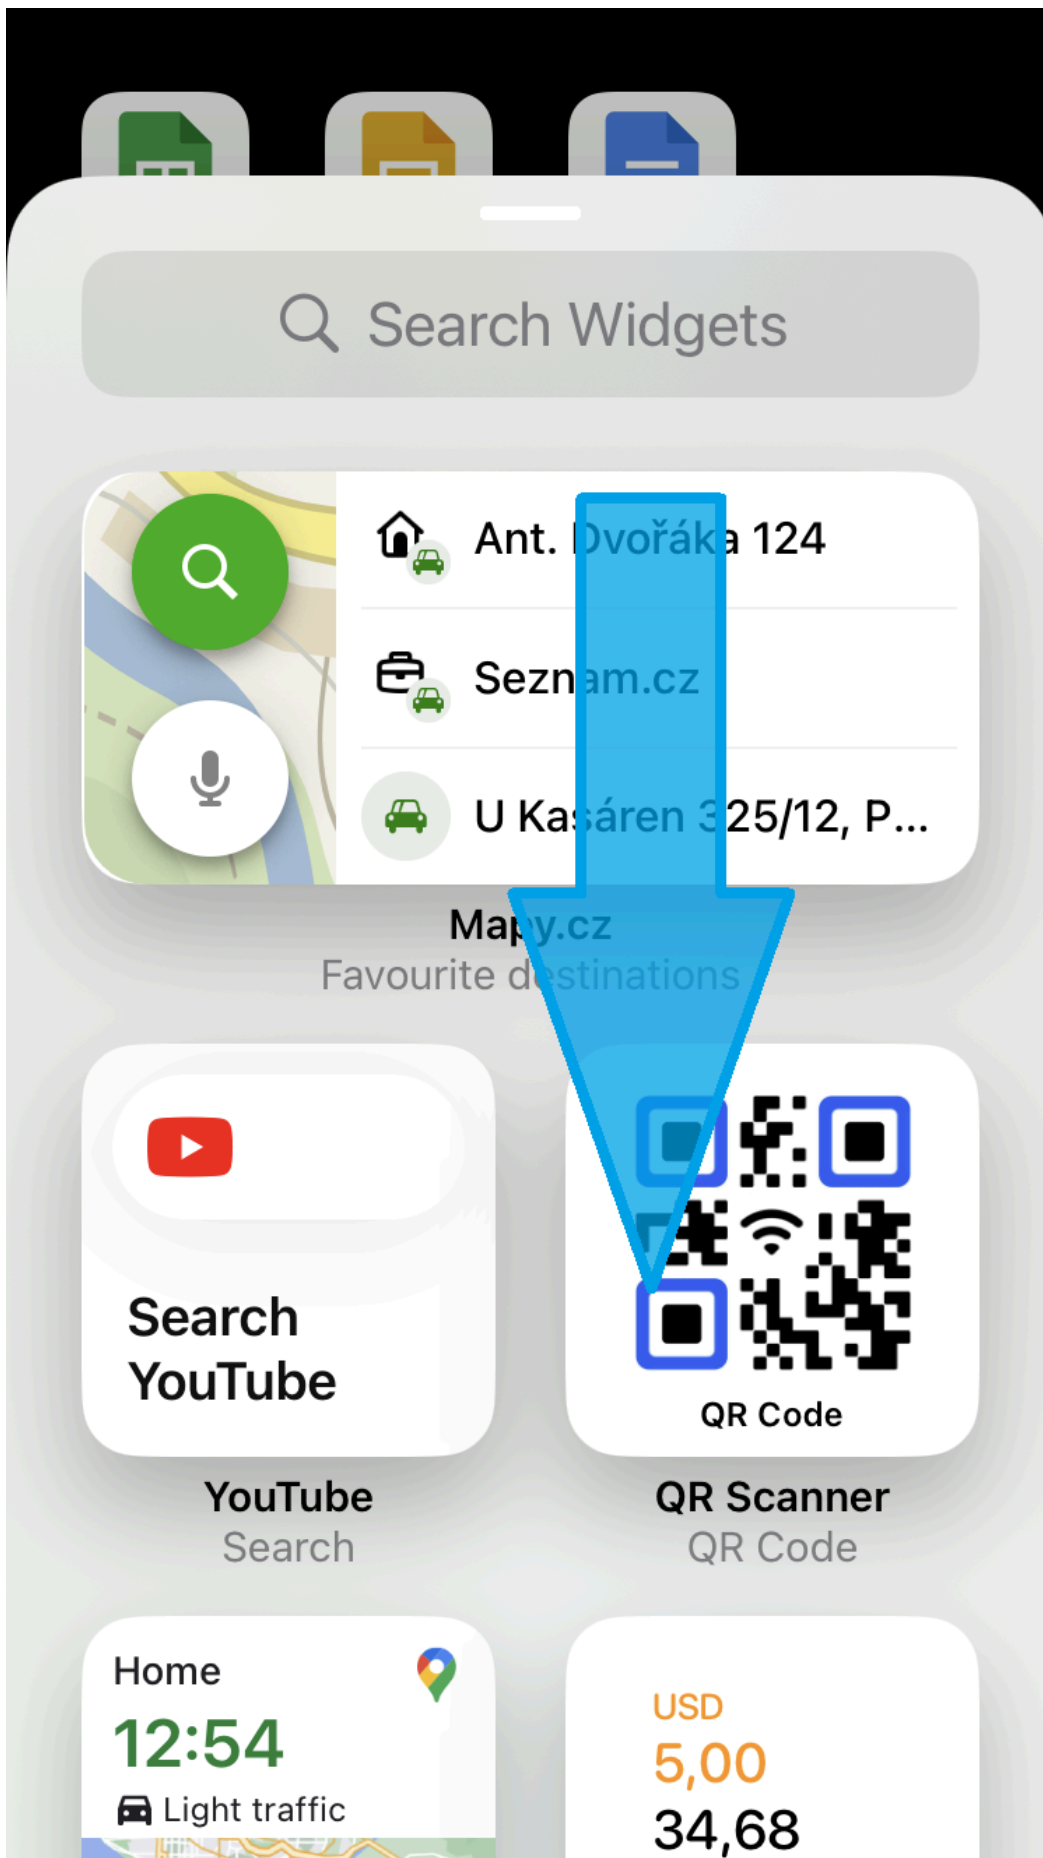 Search Widgets
Ant. Dvořáka 124
Seznam.cz
U Kasáren 325/12, P...
Mapy.cz
Favourite destinations
Search
YouTube
QR Code
YouTube
Search
QR Scanner
QR Code
Home
12:54
Light traffic
USD
5,00
34,68